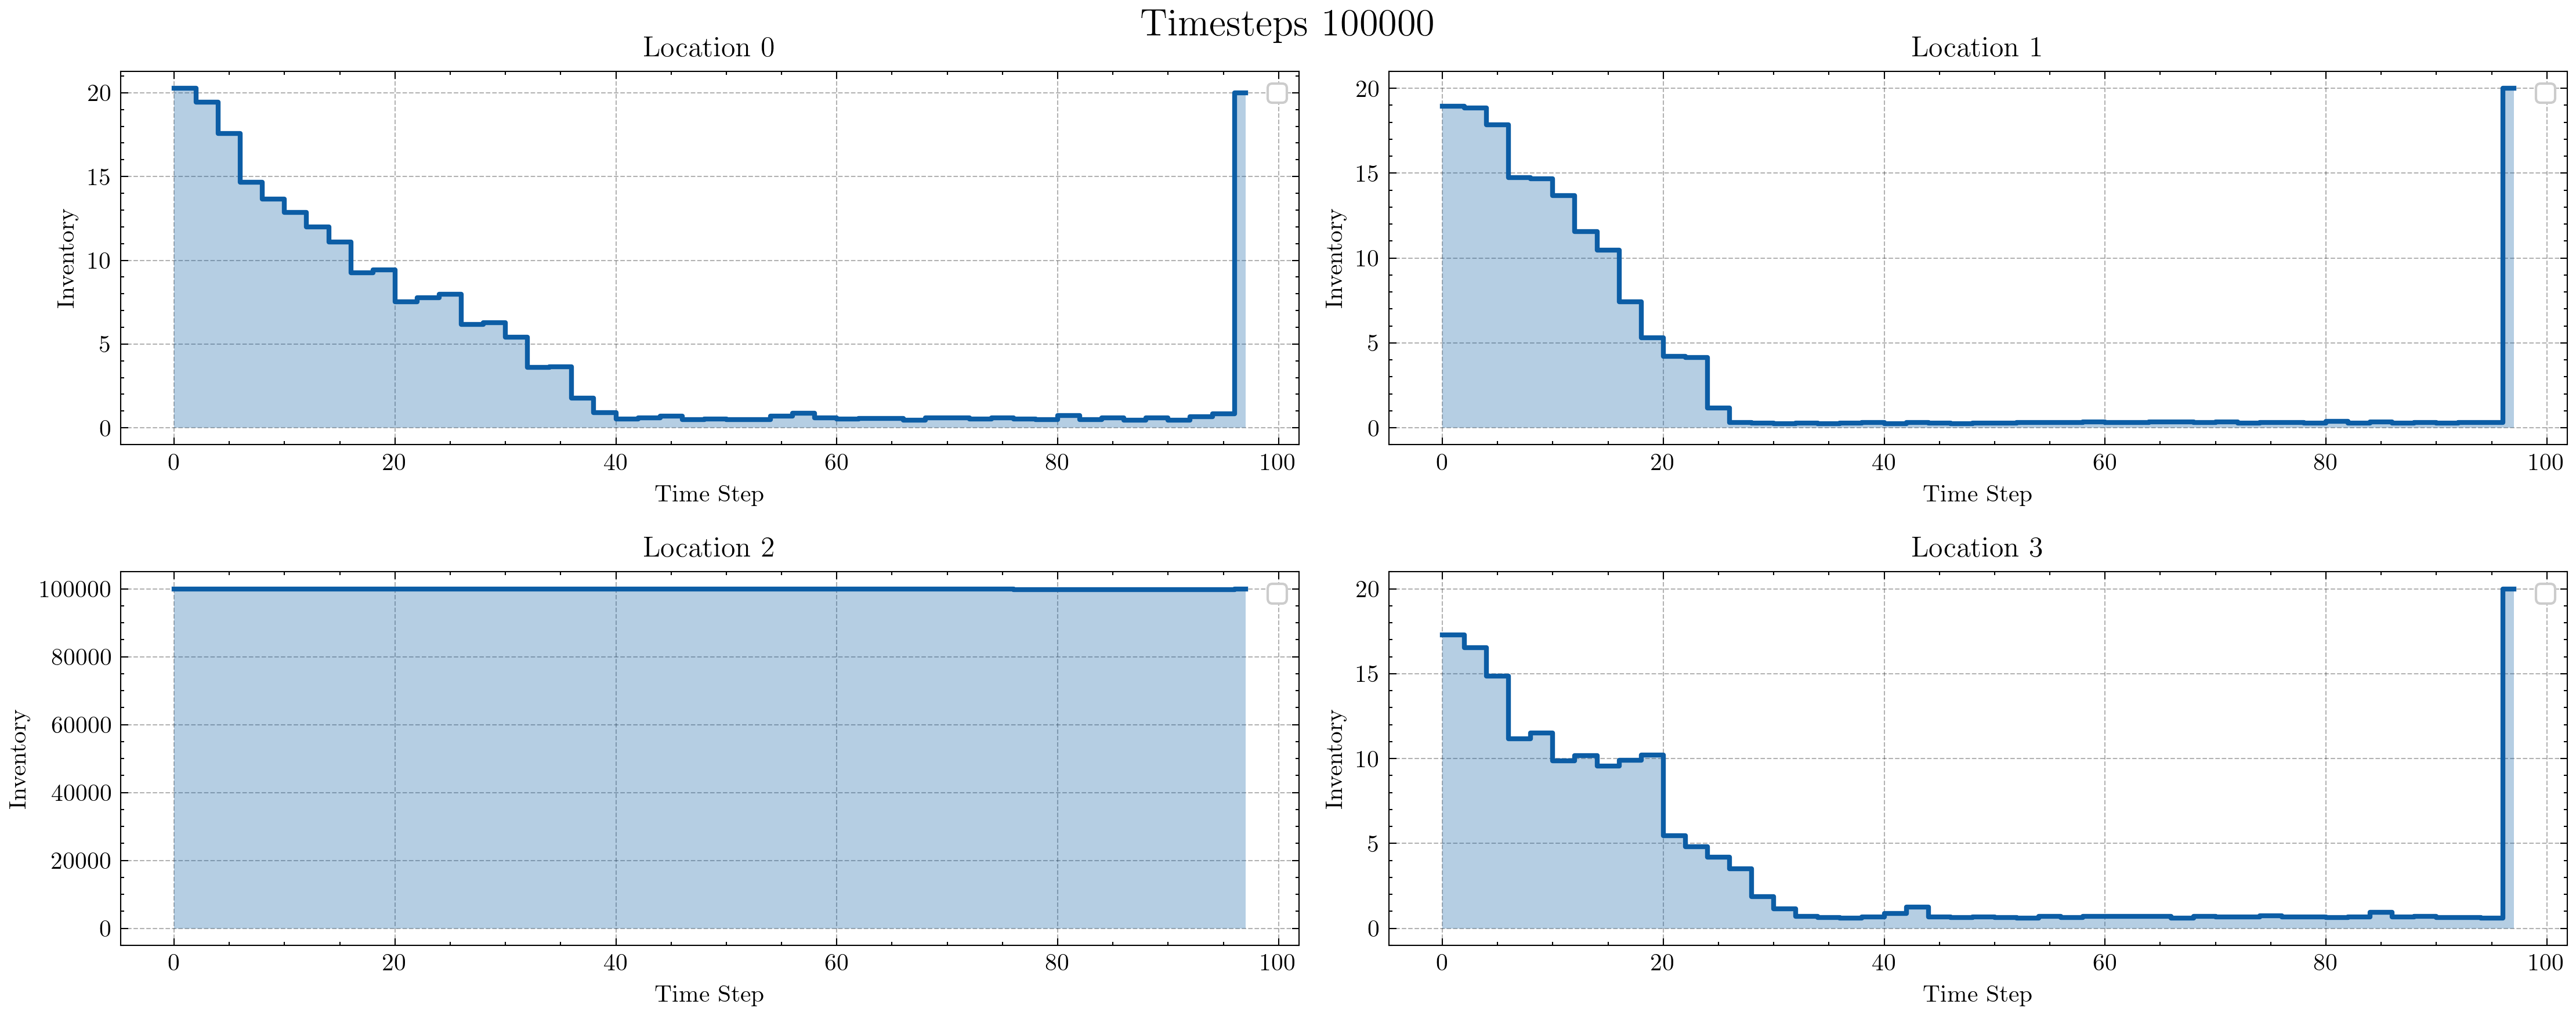 Timesteps 100000
Location 0
Inventory
20
15
10
5
0
0 20 40 60 80 100
Time Step
Location 1
Inventory
20
15
10
5
0
0 20 40 60 80 100
Time Step
Location 2
Inventory
100000
80000
60000
40000
20000
0
0 20 40 60 80 100
Time Step
Location 3
Inventory
20
15
10
5
0
0 20 40 60 80 100
Time Step